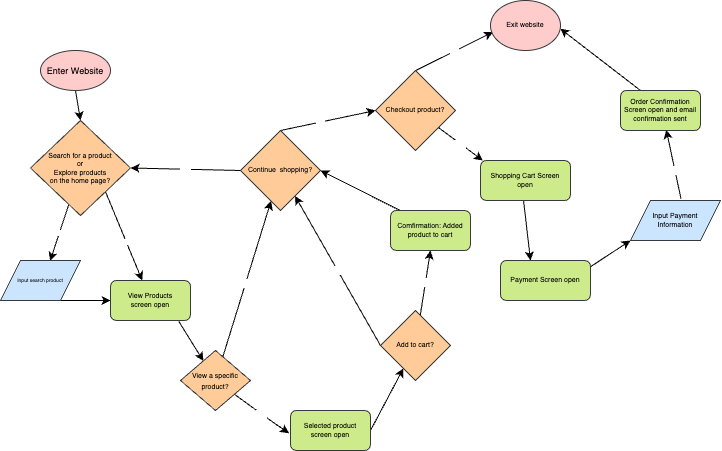 Exit website
Enter Website
Checkout product?
Order Confirmation
Screen open and email
confirmation sent
Search for a product
or
Explore products
on the home page?
Continue  shopping?
Shopping Cart Screen
open
Comfirmation: Added
product to cart
Input Payment
Information
Input search product
View Products
screen open
Payment Screen open
Add to cart?
View a specific
product?
Selected product
screen open